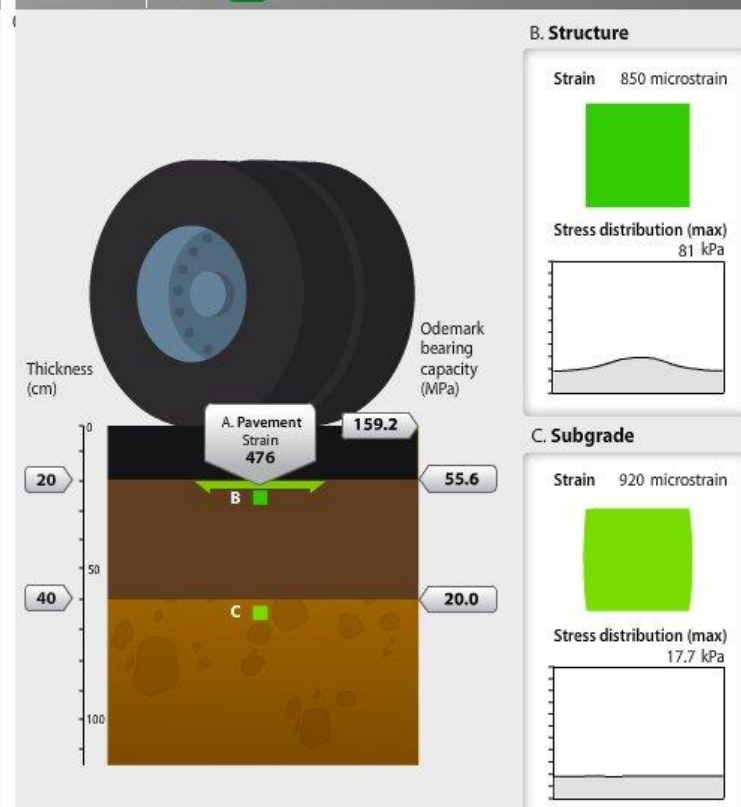 B. Structure
Strain 850 microstrain
Stress distribution (max)
81 kPa
Thickness
(cm)
Odemark
bearing
capacity
(MPa)
0
A. Pavement
Strain
476
159.2
20
55.6
B
50
40
20.0
C
100
C. Subgrade
Strain 920 microstrain
Stress distribution (max)
17.7 kPa